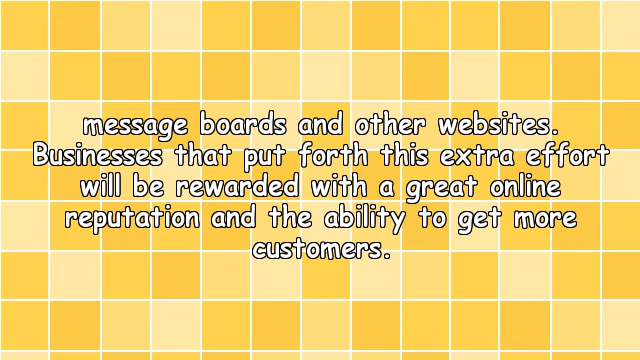 message boards and other websites.
Businesses that put forth this extra effort
will be rewarded with a great online
reputation and the ability to get more
customers.